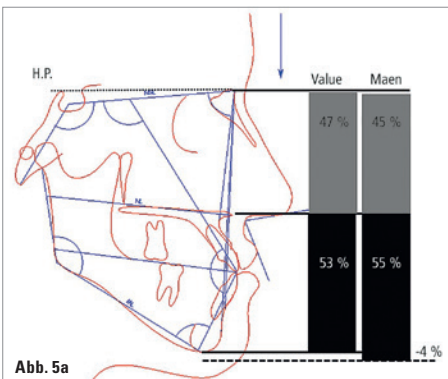 H.P.
Value Maen
47 % 45 %
53 % 55 %
-4 %
Abb. 5a